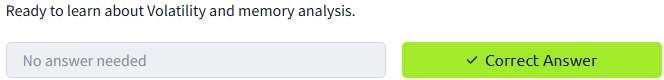 Ready to learn about Volatility and memory analysis.
No answer needed
✓ Correct Answer